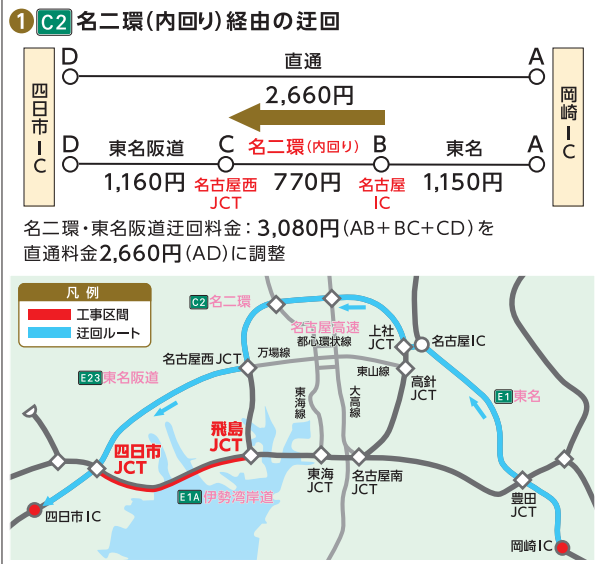 ❶ C2 名二環(内回り)経由の迂回
D 直通 A
2,660円
四日市IC
岡崎IC
D 東名阪道 C 名二環(内回り) B 東名 A
1,160円 名古屋西JCT 770円 名古屋IC 1,150円
名二環・東名阪道迂回料金：3,080円(AB+BC+CD)を
直通料金2,660円(AD)に調整
凡例
工事区間
迂回ルート
C2 名二環
名古屋高速
都心環状線
上社JCT
名古屋IC
名古屋西JCT
万場線
東山線
高針JCT
E23 東名阪道
東海線
大高線
E1 東名
飛島JCT
四日市JCT
東海JCT
名古屋南JCT
E1A 伊勢湾岸道
豊田JCT
四日市IC
岡崎IC